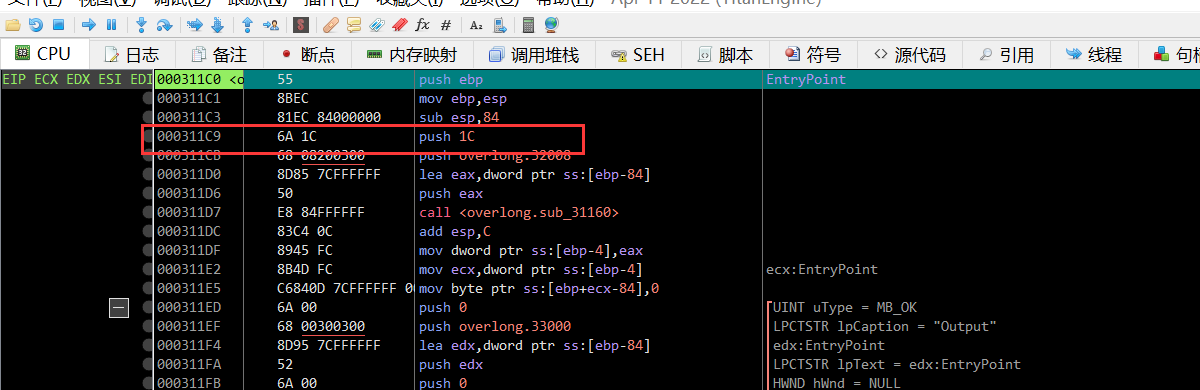 文件(F) 视图(V) 调试(D) 跟踪(N) 插件(P) 收藏夹(I) 选项(O) 帮助(H) Apr 11 2022 (TitanEngine)
CPU 日志 备注 断点 内存映射 调用堆栈 SEH 脚本 符号 源代码 引用 线程 句柄
EIP ECX EDX ESI EDI 000311C0 <o 55 push ebp EntryPoint
000311C1 8BEC mov ebp,esp
000311C3 81EC 84000000 sub esp,84
000311C9 6A 1C push 1C
000311CB 68 08200300 push overlong.32008
000311D0 8D85 7CFFFFFF lea eax,dword ptr ss:[ebp-84]
000311D6 50 push eax
000311D7 E8 84FFFFFF call <overlong.sub_31160>
000311DC 83C4 0C add esp,C
000311DF 8945 FC mov dword ptr ss:[ebp-4],eax
000311E2 8B4D FC mov ecx,dword ptr ss:[ebp-4] ecx:EntryPoint
000311E5 C6840D 7CFFFFFF 0 mov byte ptr ss:[ebp+ecx-84],0
000311ED 6A 00 push 0 UINT uType = MB_OK
000311EF 68 00300300 push overlong.33000 LPCTSTR lpCaption = "Output"
000311F4 8D95 7CFFFFFF lea edx,dword ptr ss:[ebp-84] edx:EntryPoint
000311FA 52 push edx LPCTSTR lpText = edx:EntryPoint
000311FB 6A 00 push 0 HWND hWnd = NULL